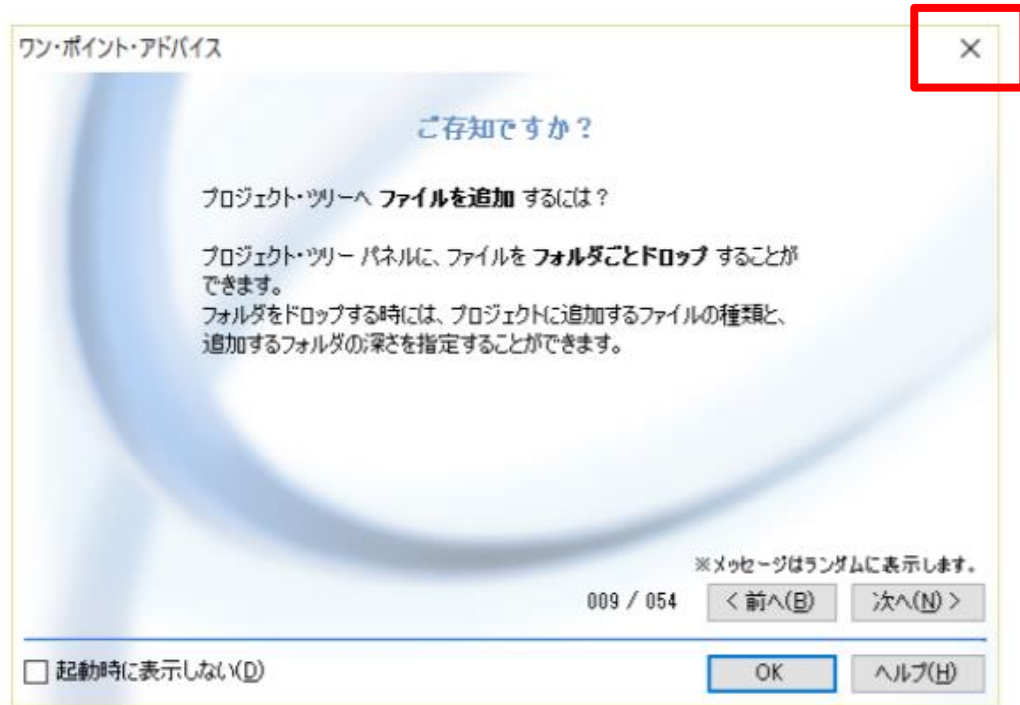 ワン・ポイント・アドバイス
ご存知ですか？
プロジェクト・ツリーへ ファイルを追加 するには？
プロジェクト・ツリー パネルに、ファイルを フォルダごとドロップ することが
できます。
フォルダをドロップする時には、プロジェクトに追加するファイルの種類と、
追加するフォルダの深さを指定することができます。
※メッセージはランダムに表示します。
009 / 054 < 前へ(B) 次へ(N) >
起動時に表示しない(D) OK ヘルプ(H)